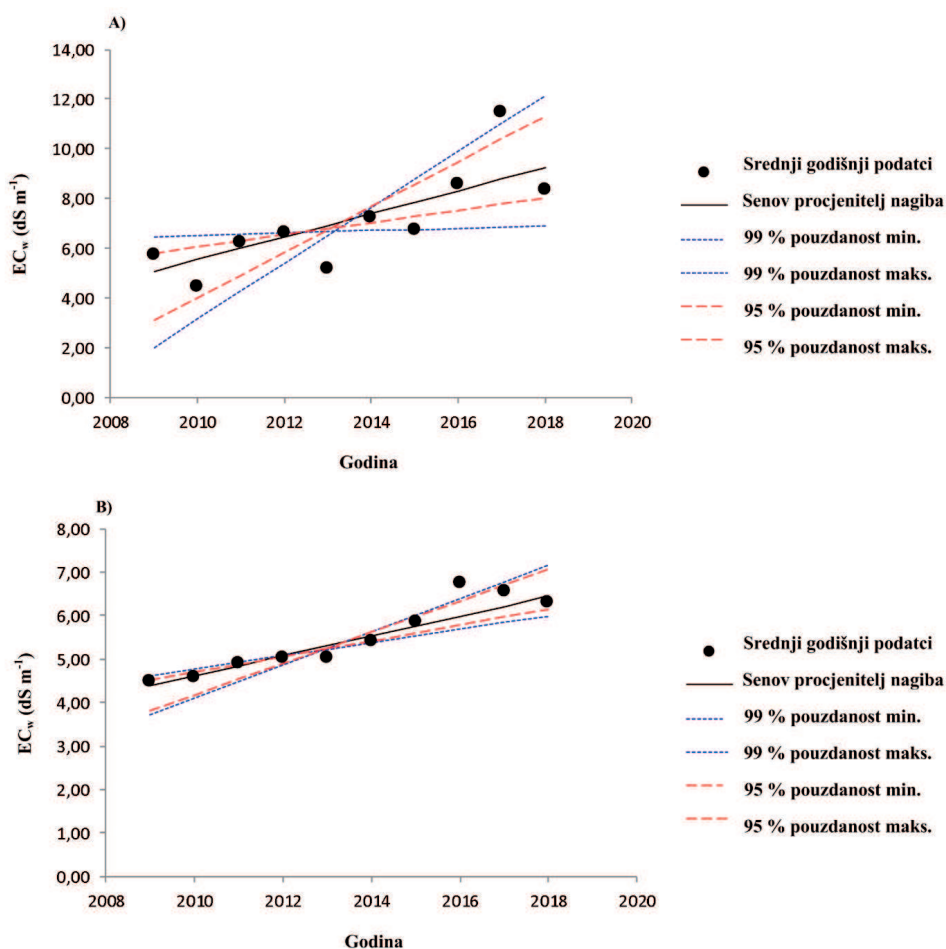 A)
14,00
12,00
10,00
8,00
6,00
4,00
2,00
0,00
EC_w (dS m⁻¹)
2008 2010 2012 2014 2016 2018 2020
Godina
Srednji godišnji podatci
Senov procjenitelj nagiba
99 % pouzdanost min.
99 % pouzdanost maks.
95 % pouzdanost min.
95 % pouzdanost maks.
B)
8,00
7,00
6,00
5,00
4,00
3,00
2,00
1,00
0,00
EC_w (dS m⁻¹)
2008 2010 2012 2014 2016 2018 2020
Godina
Srednji godišnji podatci
Senov procjenitelj nagiba
99 % pouzdanost min.
99 % pouzdanost maks.
95 % pouzdanost min.
95 % pouzdanost maks.